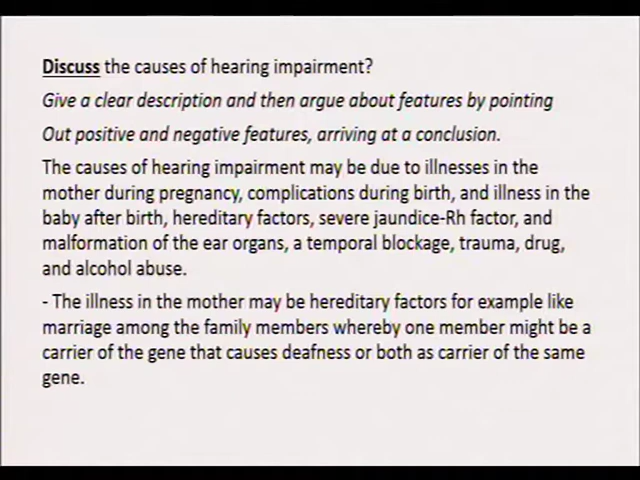 Discuss the causes of hearing impairment?
Give a clear description and then argue about features by pointing
Out positive and negative features, arriving at a conclusion.
The causes of hearing impairment may be due to illnesses in the
mother during pregnancy, complications during birth, and illness in the
baby after birth, hereditary factors, severe jaundice-Rh factor, and
malformation of the ear organs, a temporal blockage, trauma, drug,
and alcohol abuse.
- The illness in the mother may be hereditary factors for example like
marriage among the family members whereby one member might be a
carrier of the gene that causes deafness or both as carrier of the same
gene.